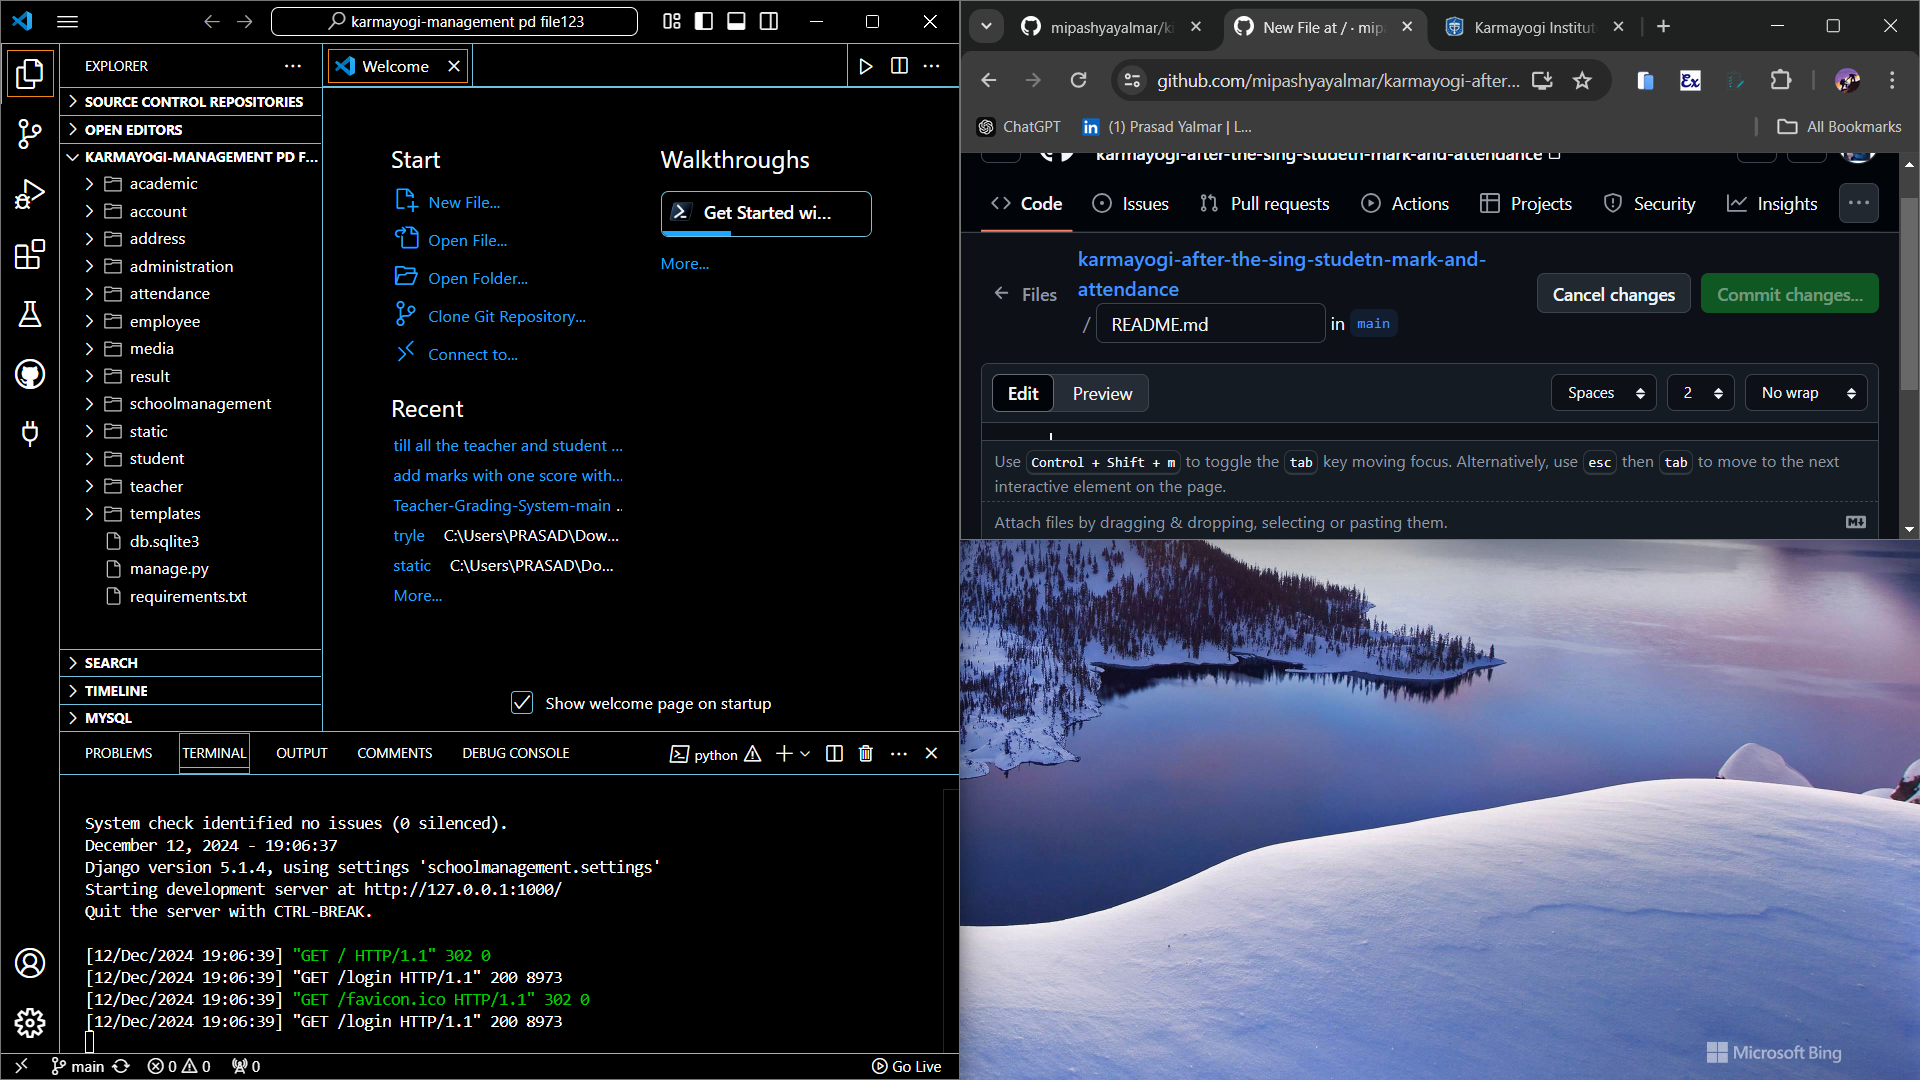 karmayogi-management pd file123
EXPLORER
SOURCE CONTROL REPOSITORIES
OPEN EDITORS
KARMAYOGI-MANAGEMENT PD F...
academic
account
address
administration
attendance
employee
media
result
schoolmanagement
static
student
teacher
templates
db.sqlite3
manage.py
requirements.txt
SEARCH
TIMELINE
MYSQL
Welcome
Start
New File...
Open File...
Open Folder...
Clone Git Repository...
Connect to...
Recent
till all the teacher and student ...
add marks with one score with...
Teacher-Grading-System-main ..
tryle C:\Users\PRASAD\Dow...
static C:\Users\PRASAD\Do...
More...
Walkthroughs
Get Started wi...
More...
Show welcome page on startup
PROBLEMS TERMINAL OUTPUT COMMENTS DEBUG CONSOLE python
System check identified no issues (0 silenced).
December 12, 2024 - 19:06:37
Django version 5.1.4, using settings 'schoolmanagement.settings'
Starting development server at http://127.0.0.1:1000/
Quit the server with CTRL-BREAK.
[12/Dec/2024 19:06:39] "GET / HTTP/1.1" 302 0
[12/Dec/2024 19:06:39] "GET /login HTTP/1.1" 200 8973
[12/Dec/2024 19:06:39] "GET /favicon.ico HTTP/1.1" 302 0
[12/Dec/2024 19:06:39] "GET /login HTTP/1.1" 200 8973
main 0 0 0 Go Live
mipashyayalmar/k New File at / · mip Karmayogi Institut
github.com/mipashyayalmar/karmayogi-after...
Ex
ChatGPT in (1) Prasad Yalmar | L... All Bookmarks
karmayogi-after-the-sing-studetn-mark-and-attendance
Code Issues Pull requests Actions Projects Security Insights
Files
karmayogi-after-the-sing-studetn-mark-and-
attendance
/ README.md in main
Cancel changes Commit changes...
Edit Preview Spaces 2 No wrap
Use Control + Shift + m to toggle the tab key moving focus. Alternatively, use esc then tab to move to the next
interactive element on the page.
Attach files by dragging & dropping, selecting or pasting them.
Microsoft Bing